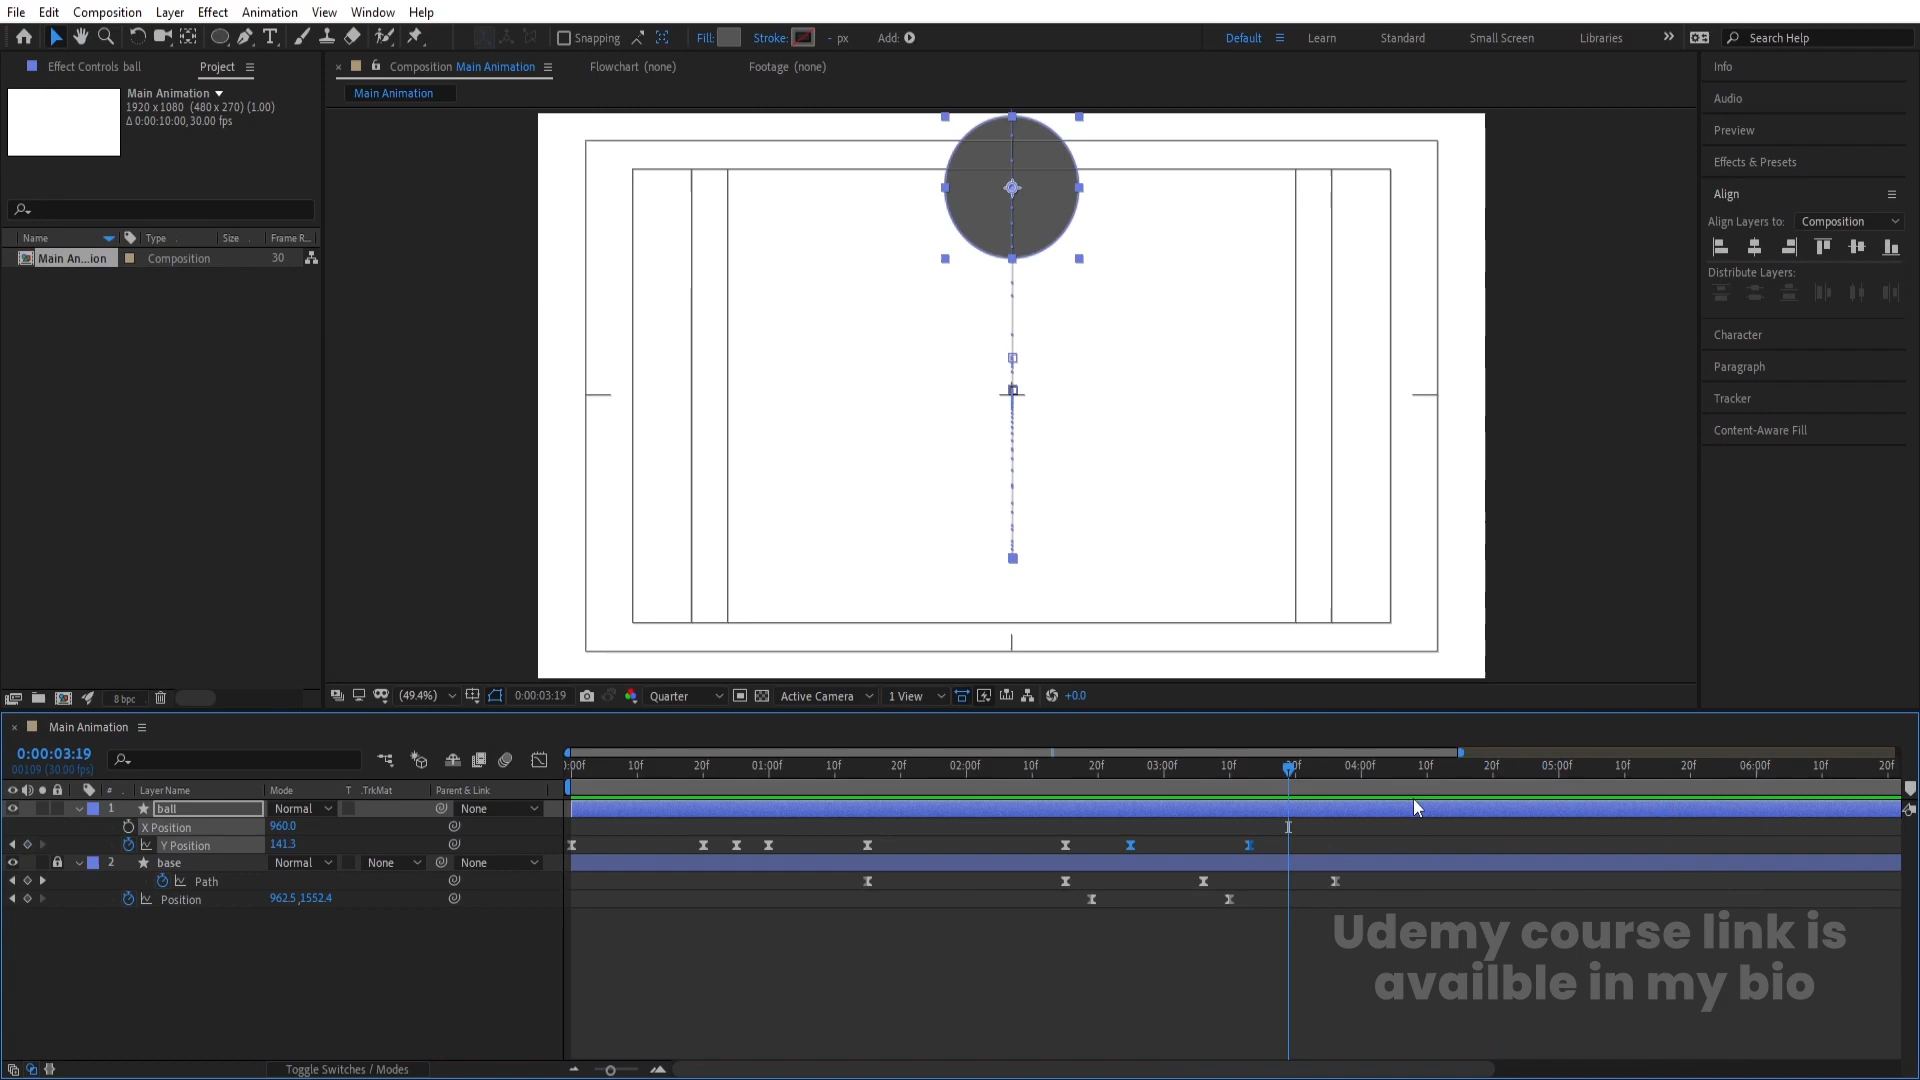 File Edit Composition Layer Effect Animation View Window Help
Snapping Fill: Stroke: - px Add: Default Learn Standard Small Screen Libraries >> Search Help
Effect Controls ball Project
Composition Main Animation Flowchart (none) Footage (none)
Main Animation
Main Animation
1920 x 1080 (480 x 270) (1.00)
Δ 0:00:10:00, 30.00 fps
Name Type Size Frame R...
Main An...ion Composition 30
Info
Audio
Preview
Effects & Presets
Align
Align Layers to: Composition
Distribute Layers:
Character
Paragraph
Tracker
Content-Aware Fill
8 bpc
(49.4%) 0:00:03:19 Quarter Active Camera 1 View +0.0
Main Animation
0:00:03:19
00109 (30.00 fps)
:00f 10f 20f 01:00f 10f 20f 02:00f 10f 20f 03:00f 10f 20f 04:00f 10f 20f 05:00f 10f 20f 06:00f 10f 20f
# Layer Name Mode T .TrkMat Parent & Link
1 ball Normal None
X Position 960.0
Y Position 141.3
2 base Normal None None
Path
Position 962.5,1552.4
Udemy course link is
availble in my bio
Toggle Switches / Modes